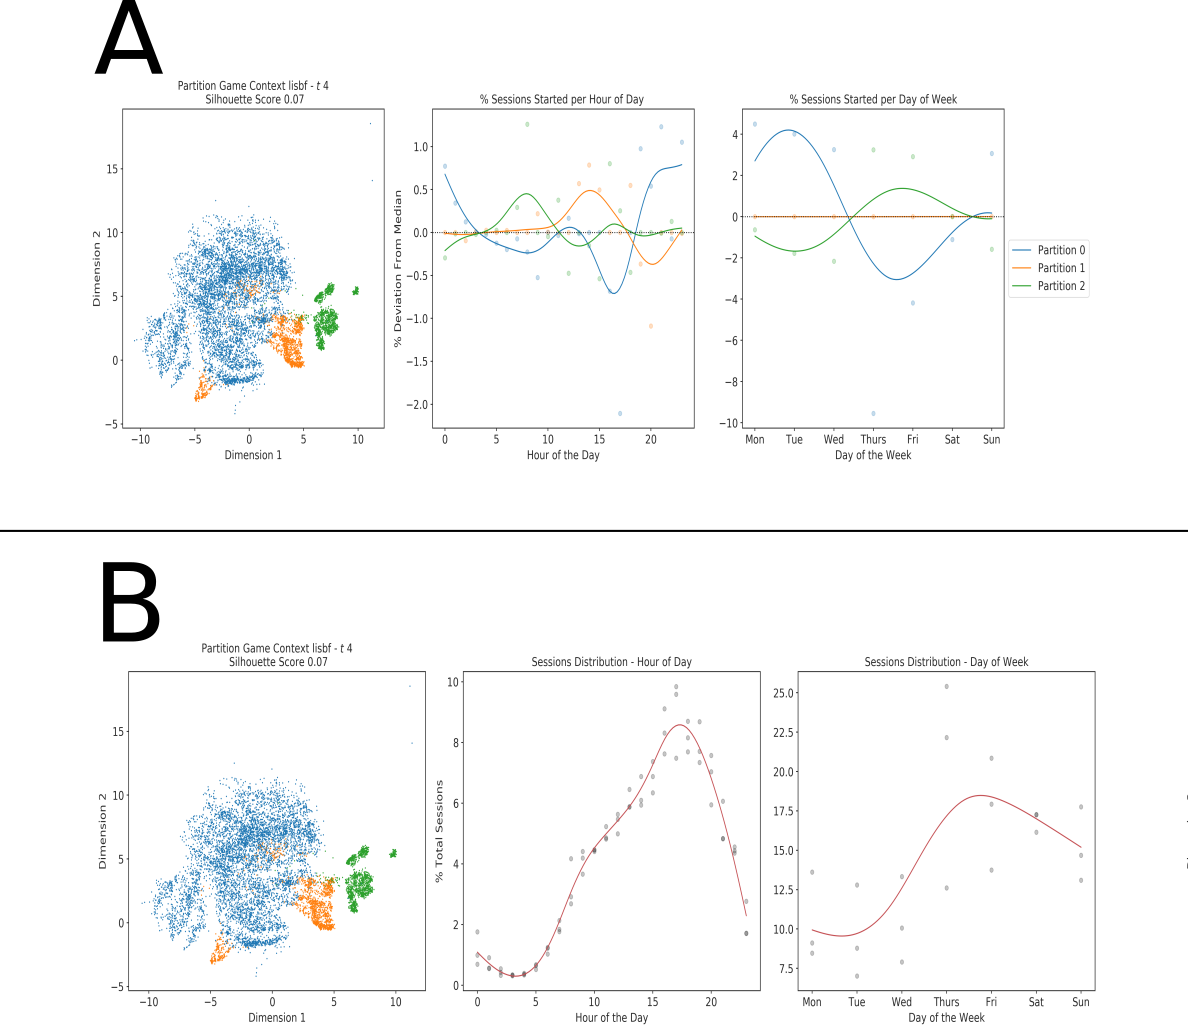 A
Partition Game Context lisbf - t 4
Silhouette Score 0.07
Dimension 2
15
10
5
0
−5
−10
−5
0
5
10
Dimension 1
% Sessions Started per Hour of Day
% Deviation From Median
1.0
0.5
0.0
−0.5
−1.0
−1.5
−2.0
0
5
10
15
20
Hour of the Day
% Sessions Started per Day of Week
4
2
0
−2
−4
−6
−8
−10
Mon
Tue
Wed
Thurs
Fri
Sat
Sun
Day of the Week
Partition 0
Partition 1
Partition 2
B
Partition Game Context lisbf - t 4
Silhouette Score 0.07
Dimension 2
15
10
5
0
−5
−10
−5
0
5
10
Dimension 1
Sessions Distribution - Hour of Day
% Total Sessions
10
8
6
4
2
0
0
5
10
15
20
Hour of the Day
Sessions Distribution - Day of Week
25.0
22.5
20.0
17.5
15.0
12.5
10.0
7.5
Mon
Tue
Wed
Thurs
Fri
Sat
Sun
Day of the Week